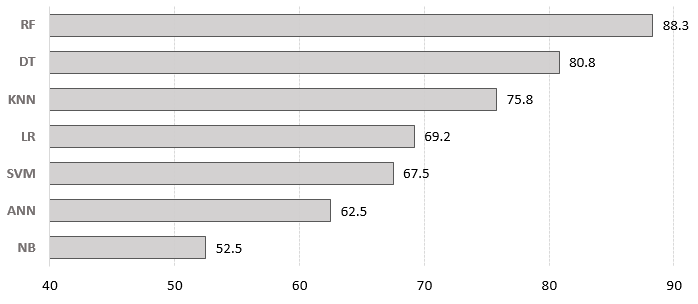 RF 88.3
DT 80.8
KNN 75.8
LR 69.2
SVM 67.5
ANN 62.5
NB 52.5
40 50 60 70 80 90